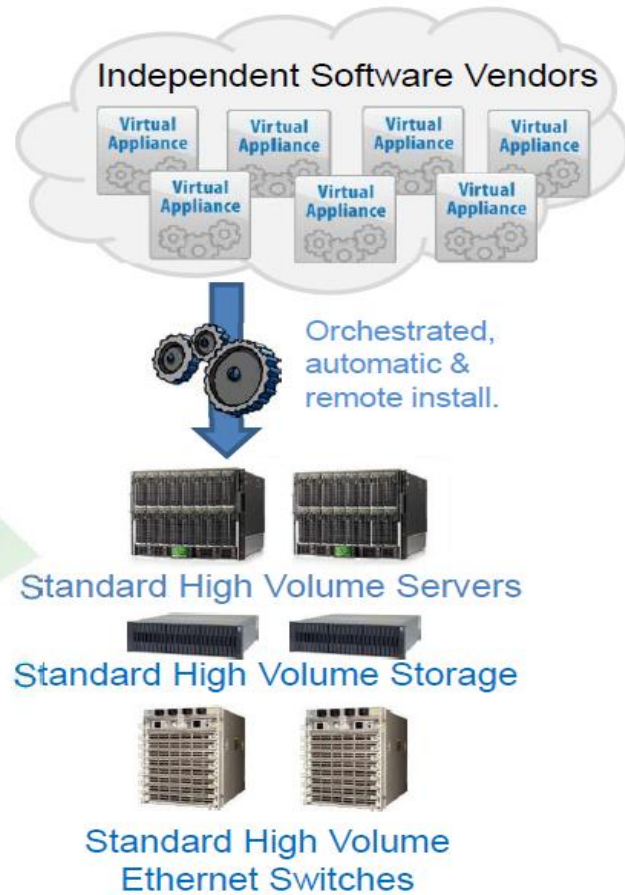 Independent Software Vendors
Virtual
Appliance
Virtual
Appliance
Virtual
Appliance
Virtual
Appliance
Virtual
Appliance
Virtual
Appliance
Virtual
Appliance
Orchestrated,
automatic &
remote install.
Standard High Volume Servers
Standard High Volume Storage
Standard High Volume
Ethernet Switches